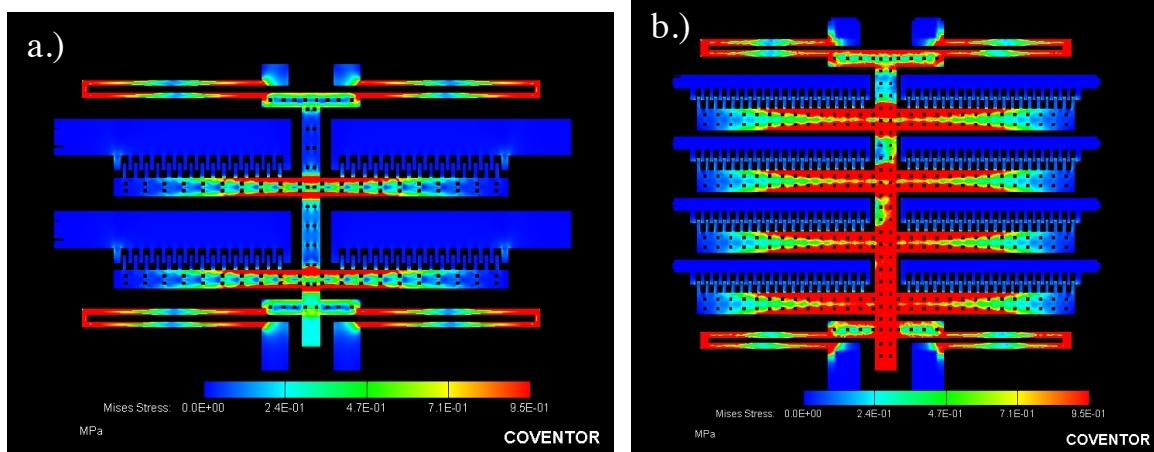 a.)
Mises Stress: 0.0E+00 2.4E-01 4.7E-01 7.1E-01 9.5E-01
MPa
COVENTOR
b.)
Mises Stress: 0.0E+00 2.4E-01 4.7E-01 7.1E-01 9.5E-01
MPa
COVENTOR